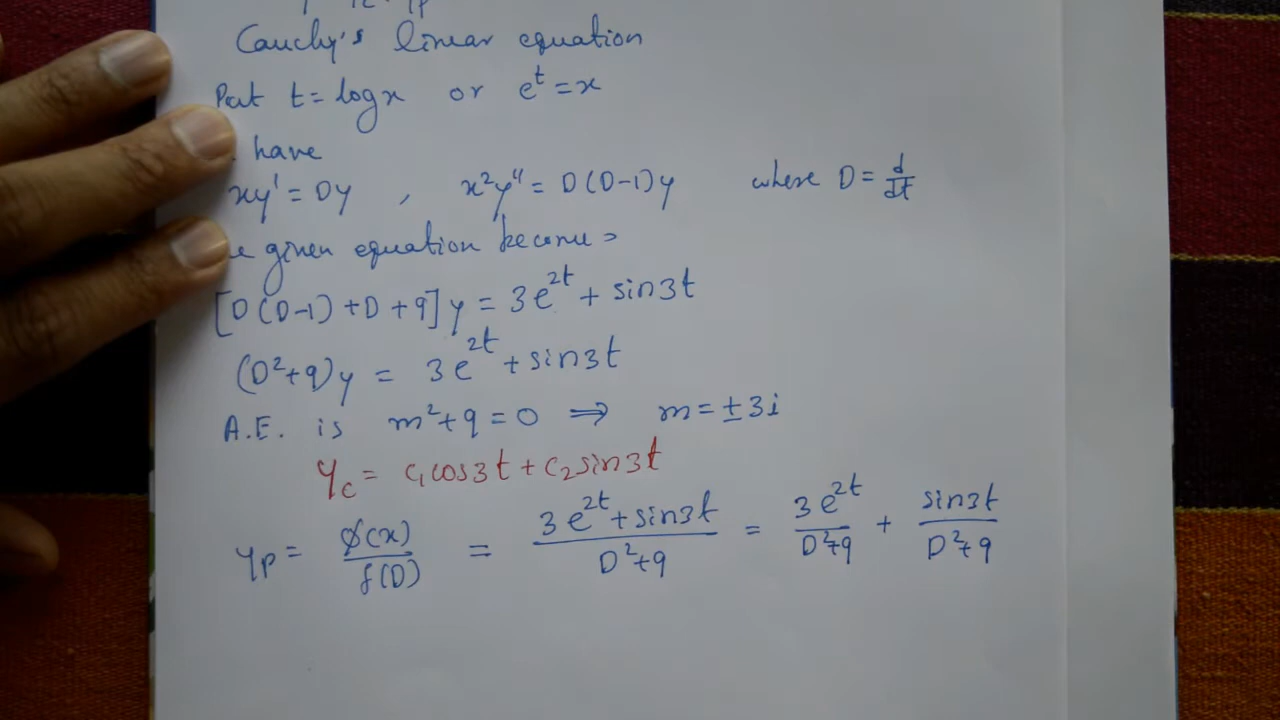 Cauchy's linear equation
Put t = log x or e^t = x
have
xy' = Dy , x²y'' = D(D-1)y where D = d/dt
given equation becomes
[D(D-1) + D + 9] y = 3e^{2t} + sin3t
(D²+9)y = 3e^{2t} + sin3t
A.E. is m²+9 = 0 ⇒ m = ±3i
y_c = c₁cos3t + c₂sin3t
y_p = φ(x)/f(D) = (3e^{2t} + sin3t)/(D²+9) = 3e^{2t}/(D²+9) + sin3t/(D²+9)